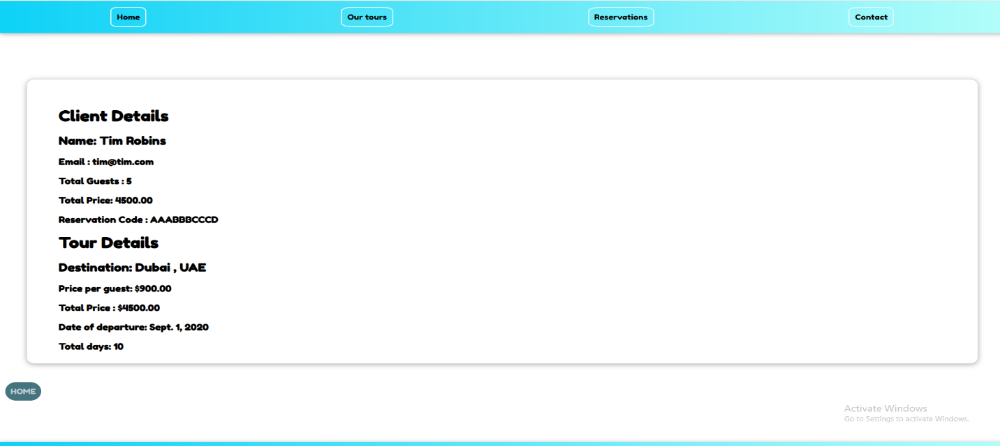 Home Our tours Reservations Contact
Client Details
Name: Tim Robins
Email : tim@tim.com
Total Guests : 5
Total Price: 4500.00
Reservation Code : AAABBBCCCD
Tour Details
Destination: Dubai , UAE
Price per guest: $900.00
Total Price : $4500.00
Date of departure: Sept. 1, 2020
Total days: 10
HOME
Activate Windows
Go to Settings to activate Windows.